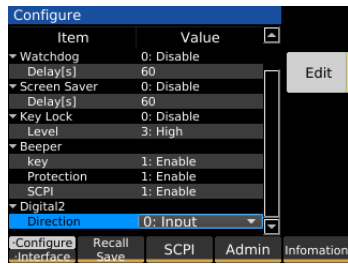 Configure
Item Value
Watchdog 0: Disable
Delay[s] 60
Screen Saver 0: Disable
Delay[s] 60
Key Lock 0: Disable
Level 3: High
Beeper
key 1: Enable
Protection 1: Enable
SCPI 1: Enable
Digital2
Direction 0: Input
Edit
·Configure Recall SCPI Admin Infomation
·Interface Save